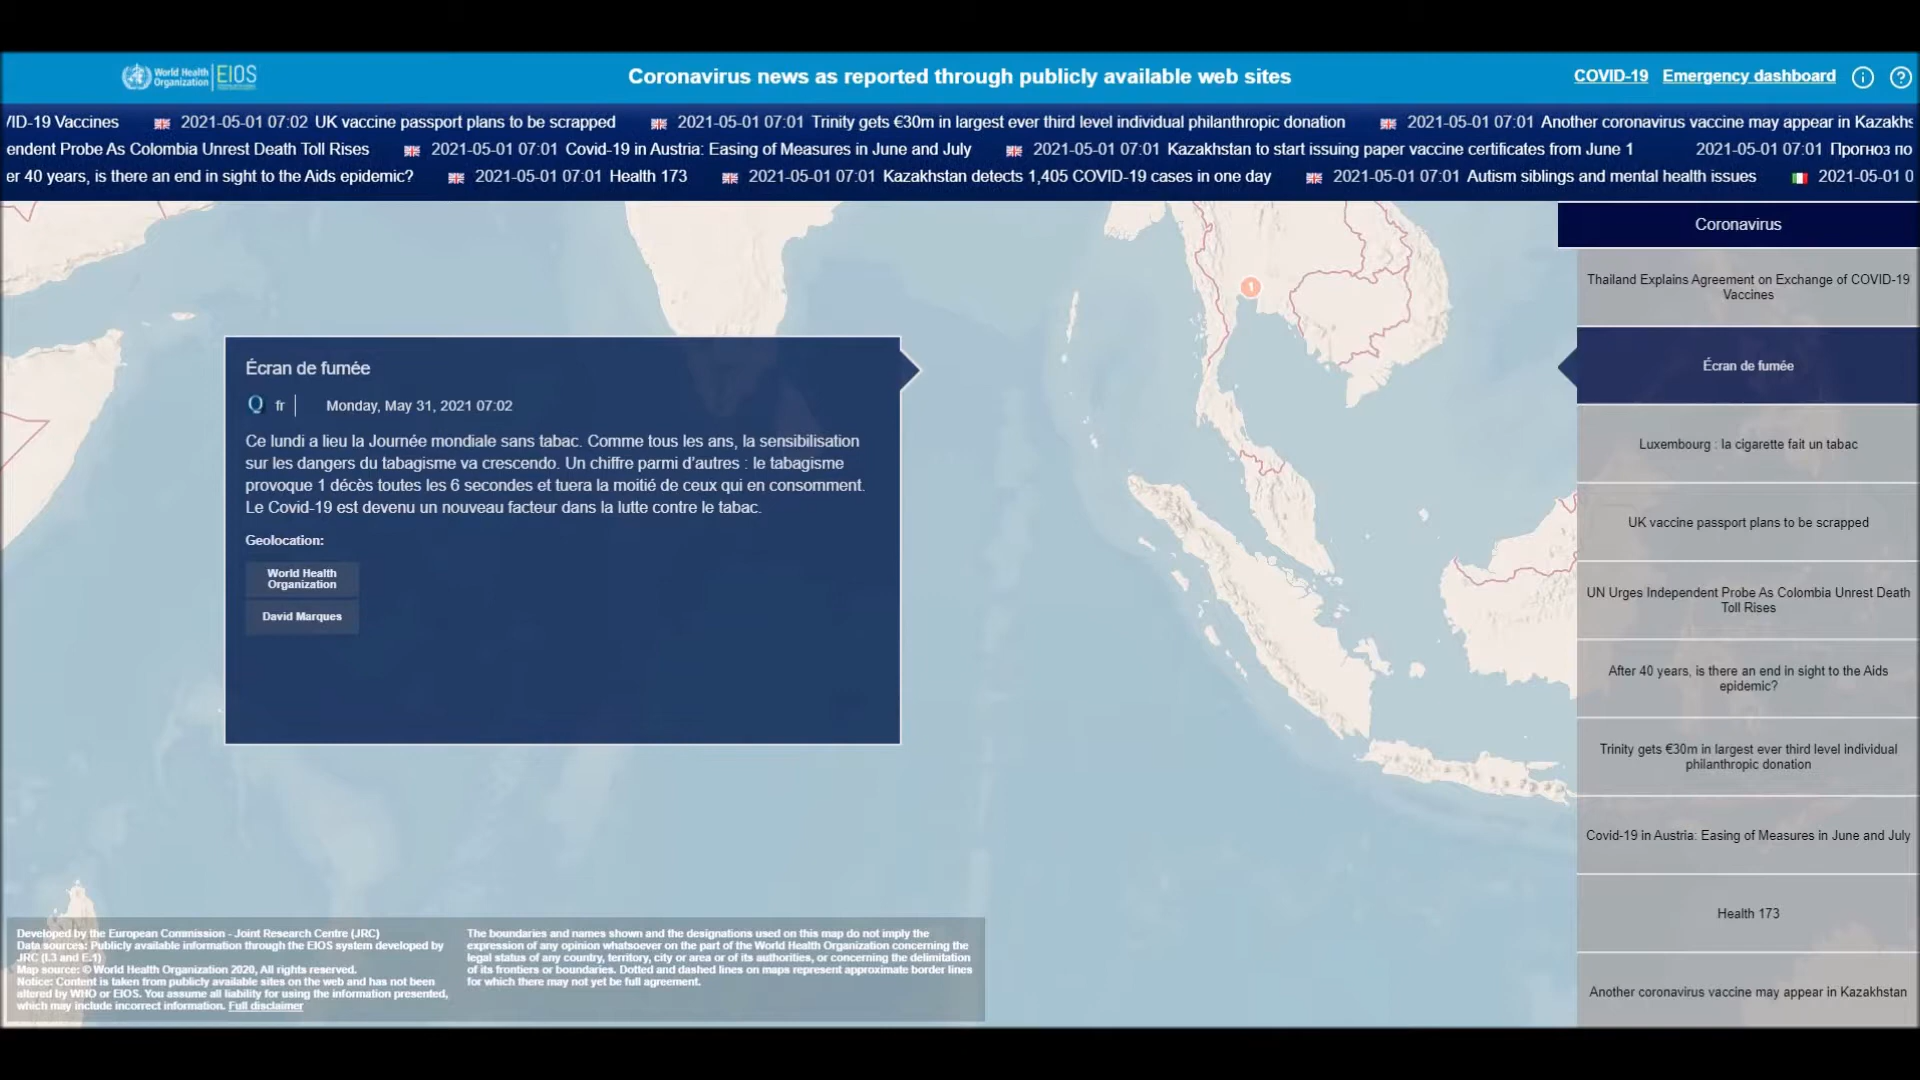 World Health Organization EIOS
Coronavirus news as reported through publicly available web sites
COVID-19 Emergency dashboard
/ID-19 Vaccines 2021-05-01 07:02 UK vaccine passport plans to be scrapped 2021-05-01 07:01 Trinity gets €30m in largest ever third level individual philanthropic donation 2021-05-01 07:01 Another coronavirus vaccine may appear in Kazakhs
endent Probe As Colombia Unrest Death Toll Rises 2021-05-01 07:01 Covid-19 in Austria: Easing of Measures in June and July 2021-05-01 07:01 Kazakhstan to start issuing paper vaccine certificates from June 1 2021-05-01 07:01 Прогноз по
er 40 years, is there an end in sight to the Aids epidemic? 2021-05-01 07:01 Health 173 2021-05-01 07:01 Kazakhstan detects 1,405 COVID-19 cases in one day 2021-05-01 07:01 Autism siblings and mental health issues 2021-05-01 0
1
Écran de fumée
fr Monday, May 31, 2021 07:02
Ce lundi a lieu la Journée mondiale sans tabac. Comme tous les ans, la sensibilisation
sur les dangers du tabagisme va crescendo. Un chiffre parmi d'autres : le tabagisme
provoque 1 décès toutes les 6 secondes et tuera la moitié de ceux qui en consomment.
Le Covid-19 est devenu un nouveau facteur dans la lutte contre le tabac.
Geolocation:
World Health
Organization
David Marques
Coronavirus
Thailand Explains Agreement on Exchange of COVID-19
Vaccines
Écran de fumée
Luxembourg : la cigarette fait un tabac
UK vaccine passport plans to be scrapped
UN Urges Independent Probe As Colombia Unrest Death
Toll Rises
After 40 years, is there an end in sight to the Aids
epidemic?
Trinity gets €30m in largest ever third level individual
philanthropic donation
Covid-19 in Austria: Easing of Measures in June and July
Health 173
Another coronavirus vaccine may appear in Kazakhstan
Developed by the European Commission - Joint Research Centre (JRC)
Data sources: Publicly available information through the EIOS system developed by
JRC (I.3 and E.1)
Map source: © World Health Organization 2020, All rights reserved.
Notice: Content is taken from publicly available sites on the web and has not been
altered by WHO or EIOS. You assume all liability for using the information presented,
which may include incorrect information. Full disclaimer
The boundaries and names shown and the designations used on this map do not imply the
expression of any opinion whatsoever on the part of the World Health Organization concerning the
legal status of any country, territory, city or area or of its authorities, or concerning the delimitation
of its frontiers or boundaries. Dotted and dashed lines on maps represent approximate border lines
for which there may not yet be full agreement.